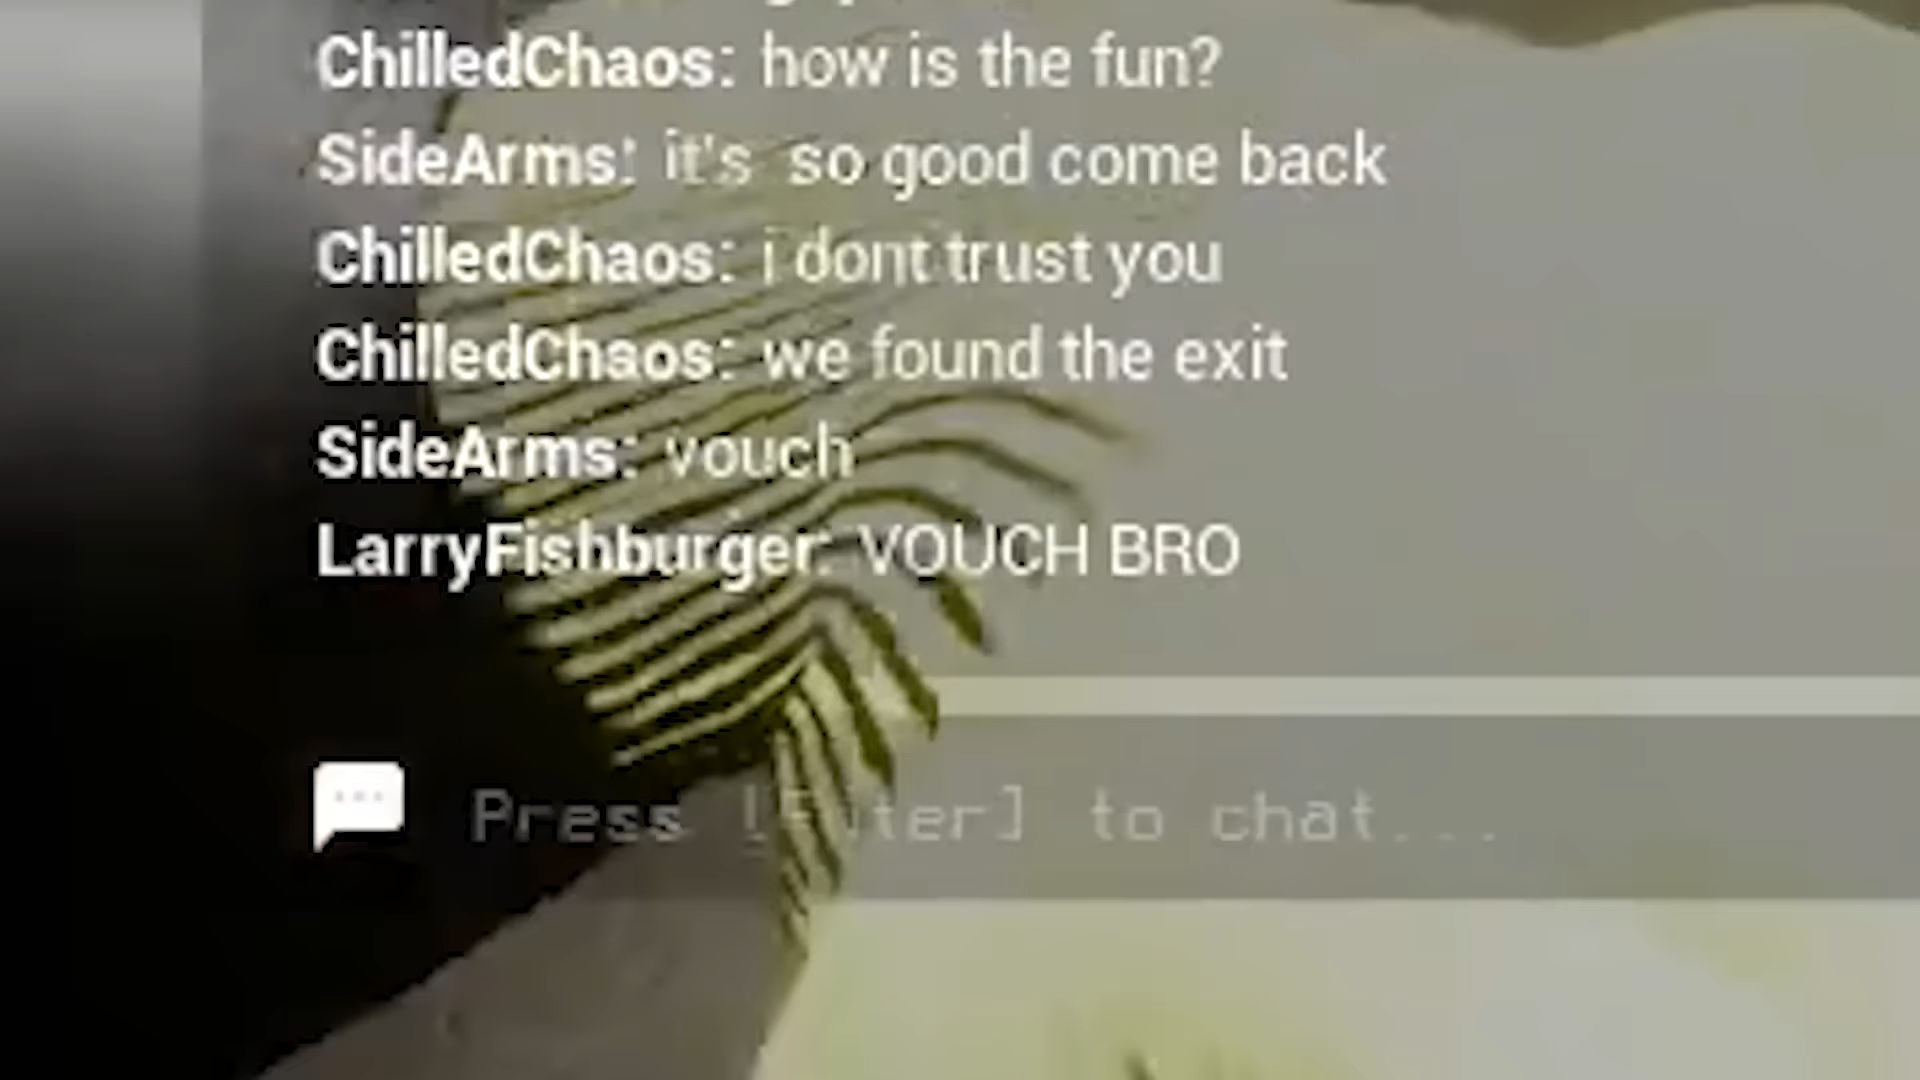 ChilledChaos: how is the fun?
SideArms: it's so good come back
ChilledChaos: i dont trust you
ChilledChaos: we found the exit
SideArms: vouch
LarryFishburger: VOUCH BRO
Press [Enter] to chat...